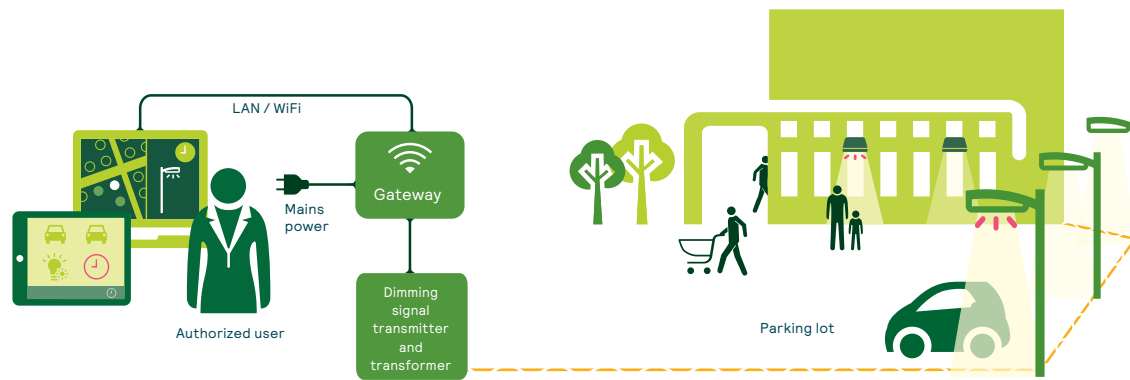 LAN / WiFi
Gateway
Mains
power
Authorized user
Dimming
signal
transmitter
and
transformer
Parking lot